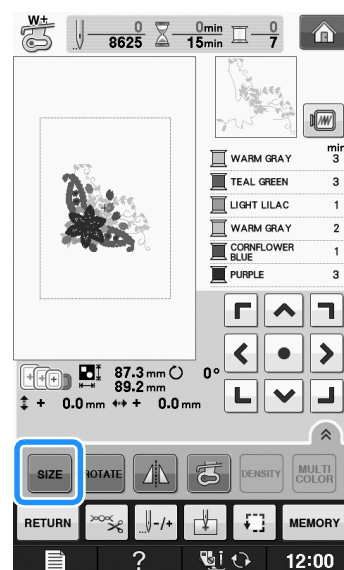 W+
0 0min 0
8625 15min 7
min
WARM GRAY 3
TEAL GREEN 3
LIGHT LILAC 1
WARM GRAY 2
CORNFLOWER
BLUE 1
PURPLE 3
87.3 mm 0°
89.2 mm
+ 0.0 mm + 0.0 mm
SIZE ROTATE DENSITY MULTI
COLOR
RETURN -/+ MEMORY
? 12:00